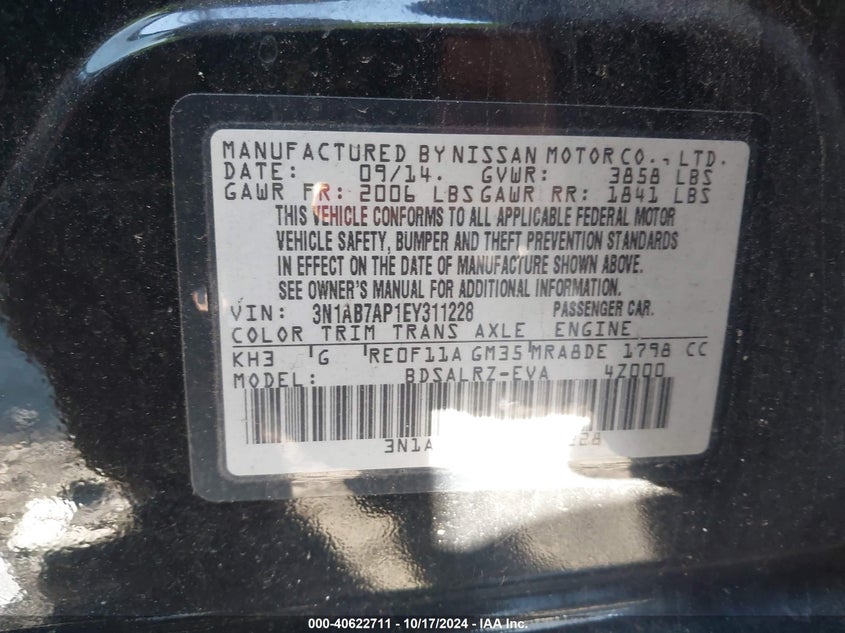 MANUFACTURED BY NISSAN MOTOR CO., LTD.
DATE: 09/14. GVWR: 3858 LBS
GAWR FR: 2006 LBS GAWR RR: 1841 LBS
THIS VEHICLE CONFORMS TO ALL APPLICABLE FEDERAL MOTOR
VEHICLE SAFETY, BUMPER AND THEFT PREVENTION STANDARDS
IN EFFECT ON THE DATE OF MANUFACTURE SHOWN ABOVE.
SEE OWNER'S MANUAL FOR ADDITIONAL INFORMATION.
VIN: 3N1AB7AP1EY311228 PASSENGER CAR.
COLOR TRIM TRANS AXLE ENGINE
KH3 G RE0F11A GM35 MRA8DE 1798 CC
MODEL: BDSALRZ-EVA 4Z000
3N1A 228
000-40622711 - 10/17/2024 - IAA Inc.